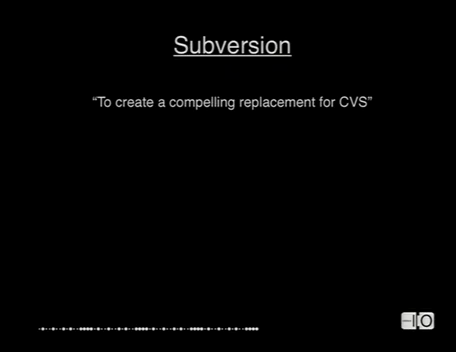 Subversion
“To create a compelling replacement for CVS”